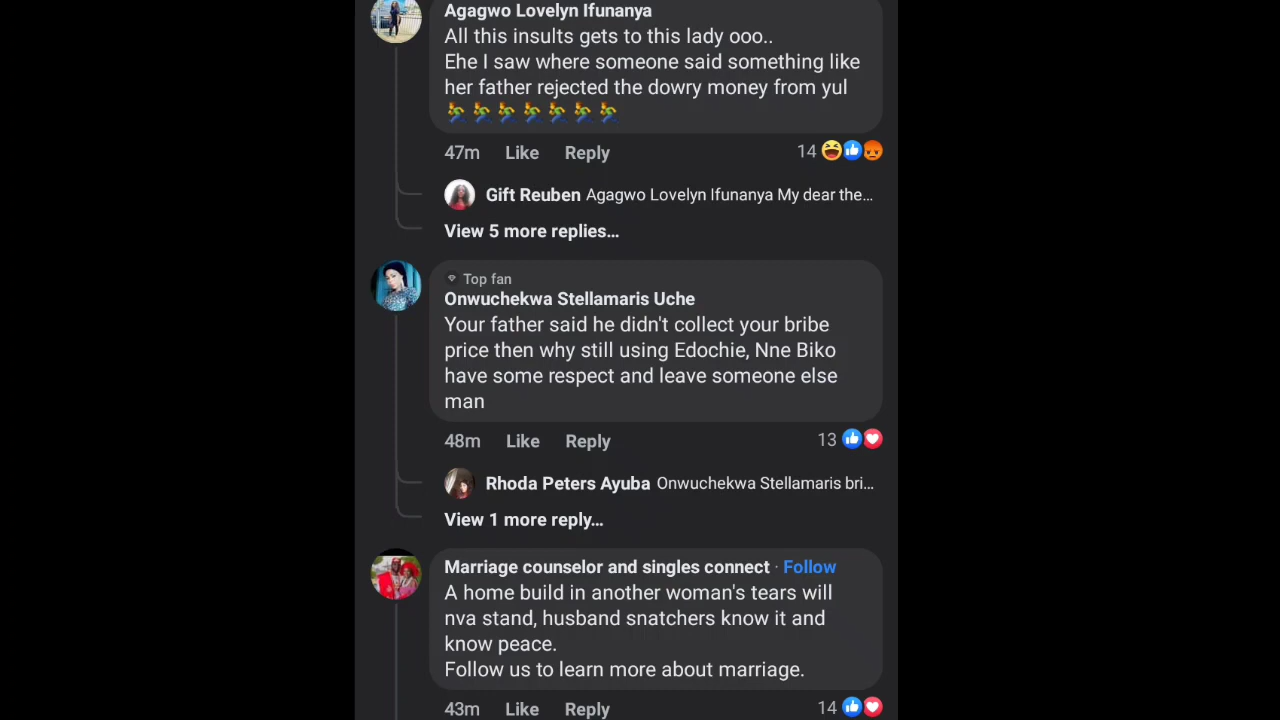 Agagwo Lovelyn Ifunanya
All this insults gets to this lady ooo..
Ehe I saw where someone said something like
her father rejected the dowry money from yul
47m Like Reply 14
Gift Reuben Agagwo Lovelyn Ifunanya My dear the...
View 5 more replies...
Top fan
Onwuchekwa Stellamaris Uche
Your father said he didn't collect your bribe
price then why still using Edochie, Nne Biko
have some respect and leave someone else
man
48m Like Reply 13
Rhoda Peters Ayuba Onwuchekwa Stellamaris bri...
View 1 more reply...
Marriage counselor and singles connect · Follow
A home build in another woman's tears will
nva stand, husband snatchers know it and
know peace.
Follow us to learn more about marriage.
43m Like Reply 14